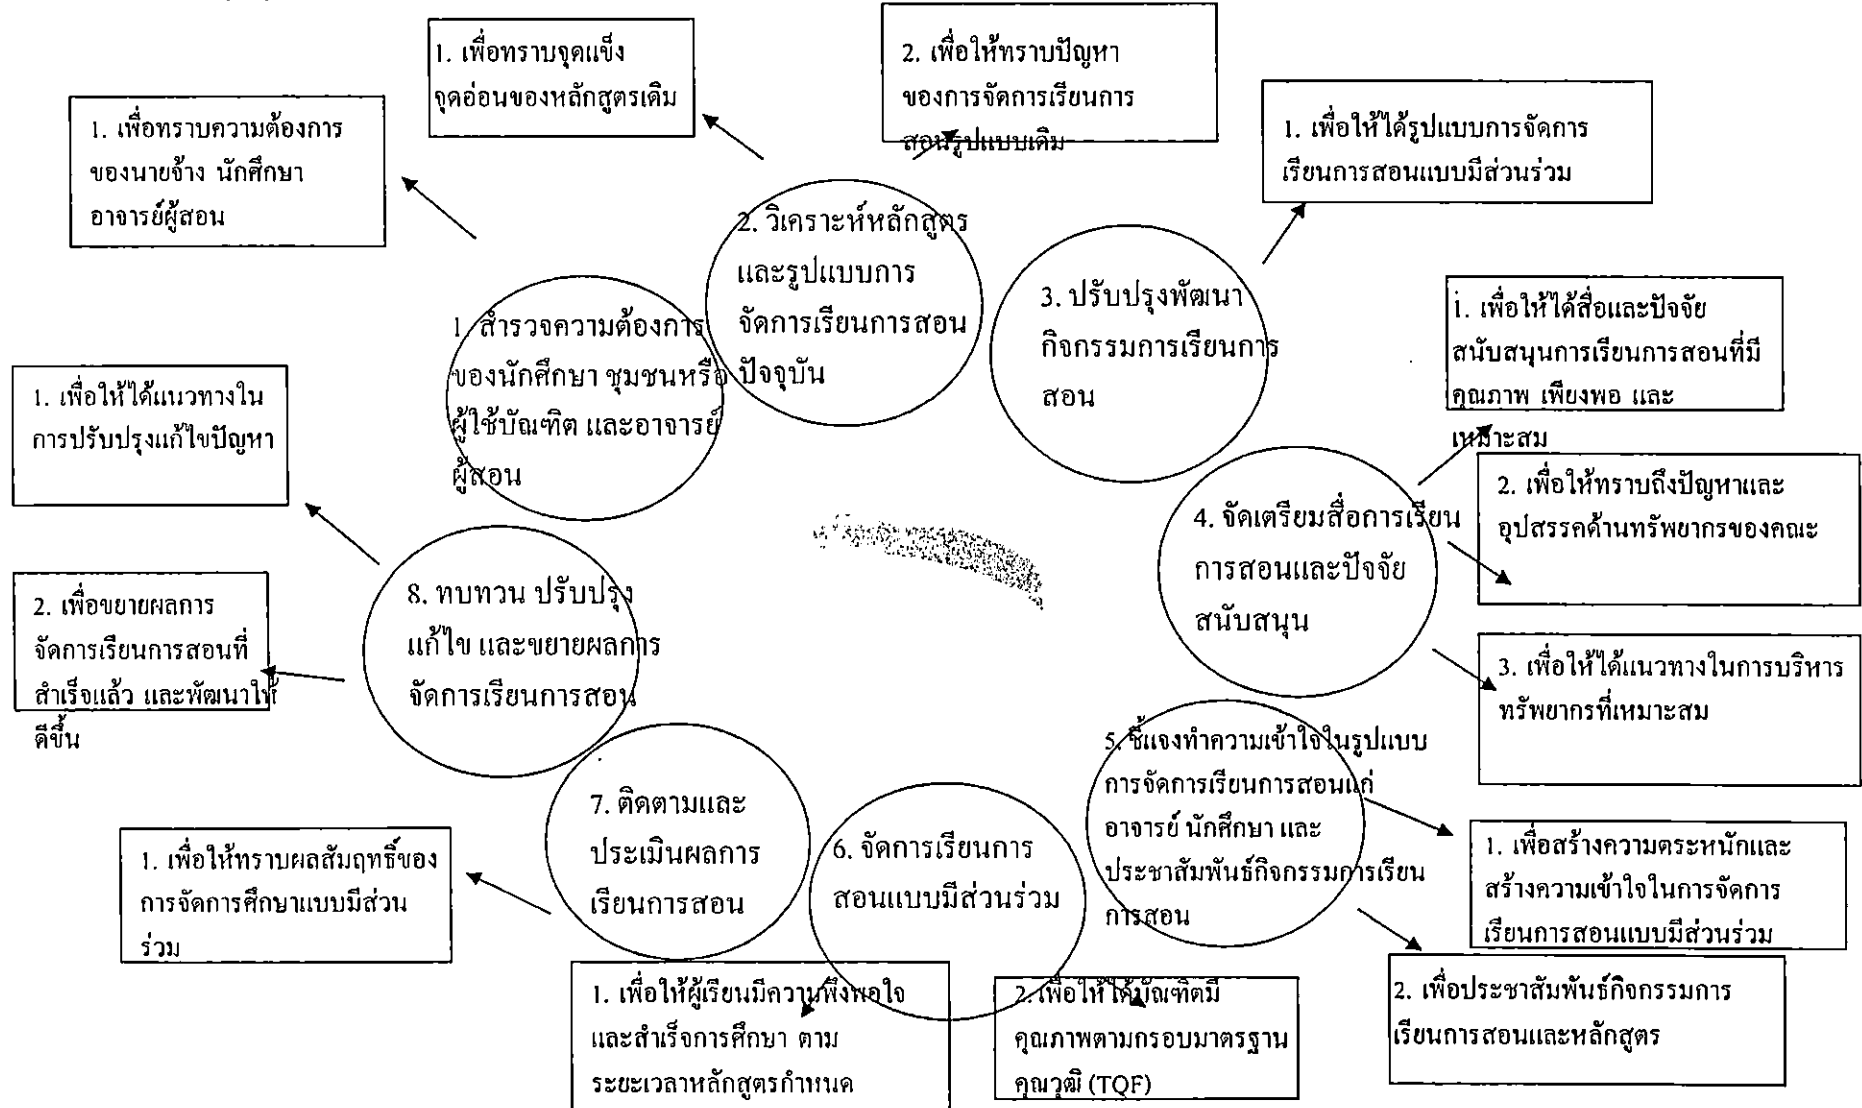 1. เพื่อทราบจุดแข็ง
จุดอ่อนของหลักสูตรเดิม
2. เพื่อให้ทราบปัญหา
ของการจัดการเรียนการ
สอนรูปแบบเดิม
1. เพื่อทราบความต้องการ
ของนายจ้าง นักศึกษา
อาจารย์ผู้สอน
1. เพื่อให้ได้รูปแบบการจัดการ
เรียนการสอนแบบมีส่วนร่วม
2. วิเคราะห์หลักสูตร
และรูปแบบการ
จัดการเรียนการสอน
ปัจจุบัน
3. ปรับปรุงพัฒนา
กิจกรรมการเรียนการ
สอน
1. สำรวจความต้องการ
ของนักศึกษา ชุมชนหรือ
ผู้ใช้บัณฑิต และอาจารย์
ผู้สอน
1. เพื่อให้ได้สื่อและปัจจัย
สนับสนุนการเรียนการสอนที่มี
คุณภาพ เพียงพอ และ
เหมาะสม
1. เพื่อให้ได้แนวทางใน
การปรับปรุงแก้ไขปัญหา
4. จัดเตรียมสื่อการเรียน
การสอนและปัจจัย
สนับสนุน
2. เพื่อให้ทราบถึงปัญหาและ
อุปสรรคด้านทรัพยากรของคณะ
8. ทบทวน ปรับปรุง
แก้ไข และขยายผลการ
จัดการเรียนการสอน
2. เพื่อขยายผลการ
จัดการเรียนการสอนที่
สำเร็จแล้ว และพัฒนาให้
ดีขึ้น
3. เพื่อให้ได้แนวทางในการบริหาร
ทรัพยากรที่เหมาะสม
5. ชี้แจงทำความเข้าใจในรูปแบบ
การจัดการเรียนการสอนแก่
อาจารย์ นักศึกษา และ
ประชาสัมพันธ์กิจกรรมการเรียน
การสอน
7. ติดตามและ
ประเมินผลการ
เรียนการสอน
6. จัดการเรียนการ
สอนแบบมีส่วนร่วม
1. เพื่อให้ทราบผลสัมฤทธิ์ของ
การจัดการศึกษาแบบมีส่วน
ร่วม
1. เพื่อสร้างความตระหนักและ
สร้างความเข้าใจในการจัดการ
เรียนการสอนแบบมีส่วนร่วม
1. เพื่อให้ผู้เรียนมีความพึงพอใจ
และสำเร็จการศึกษา ตาม
ระยะเวลาหลักสูตรกำหนด
2. เพื่อให้ได้บัณฑิตมี
คุณภาพตามกรอบมาตรฐาน
คุณวุฒิ (TQF)
2. เพื่อประชาสัมพันธ์กิจกรรมการ
เรียนการสอนและหลักสูตร